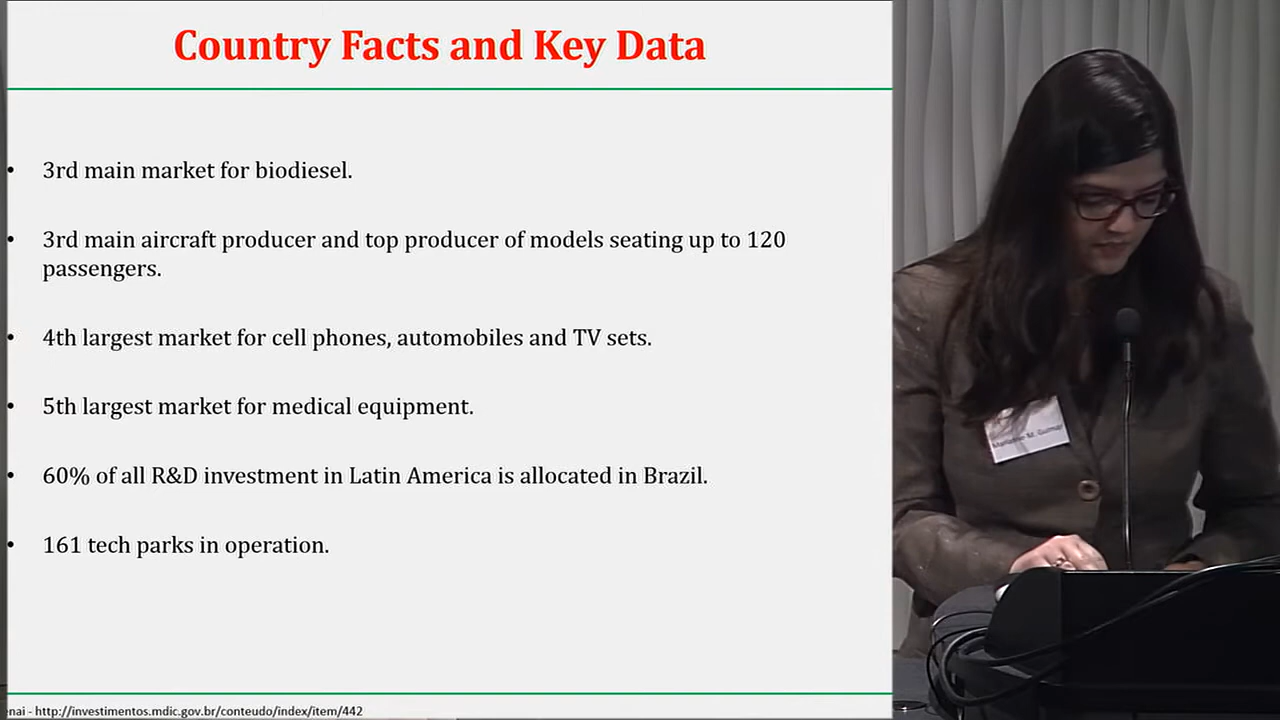 Country Facts and Key Data
• 3rd main market for biodiesel.
• 3rd main aircraft producer and top producer of models seating up to 120
passengers.
• 4th largest market for cell phones, automobiles and TV sets.
• 5th largest market for medical equipment.
• 60% of all R&D investment in Latin America is allocated in Brazil.
• 161 tech parks in operation.
enai - http://investimentos.mdic.gov.br/conteudo/index/item/442